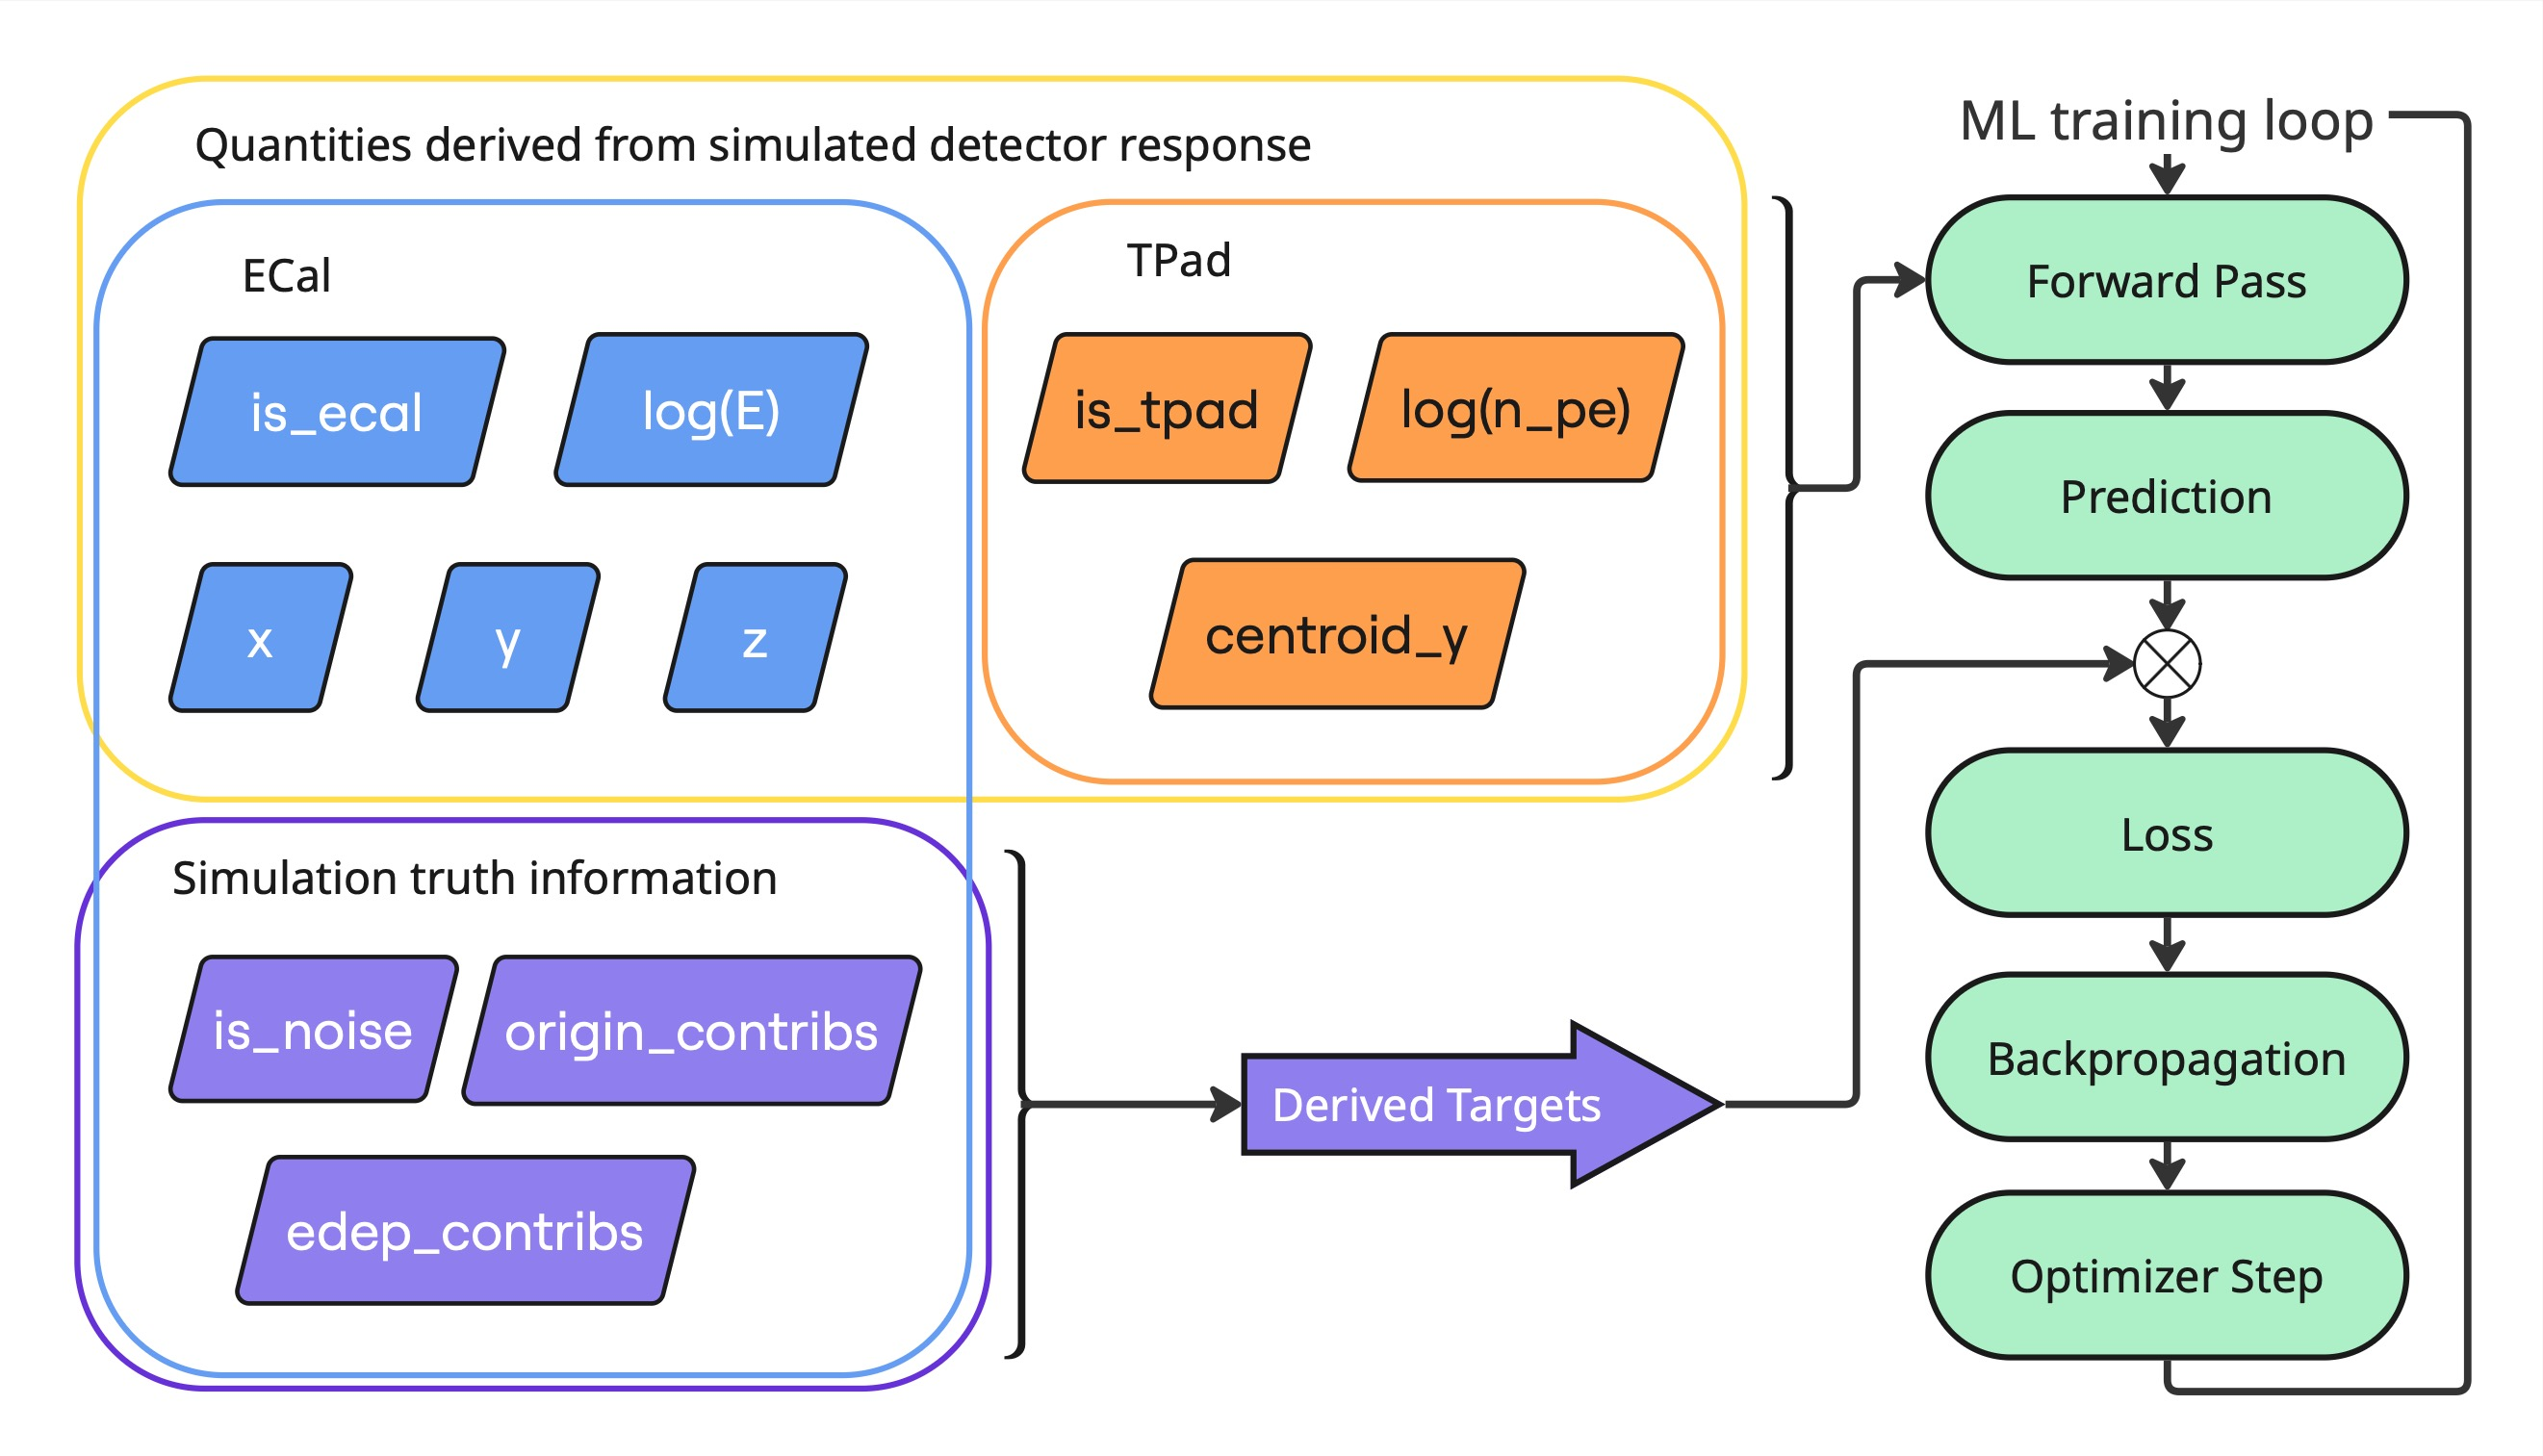 Quantities derived from simulated detector response
ECal
is_ecal
log(E)
x
y
z
TPad
is_tpad
log(n_pe)
centroid_y
Simulation truth information
is_noise
origin_contribs
edep_contribs
Derived Targets
ML training loop
Forward Pass
Prediction
Loss
Backpropagation
Optimizer Step